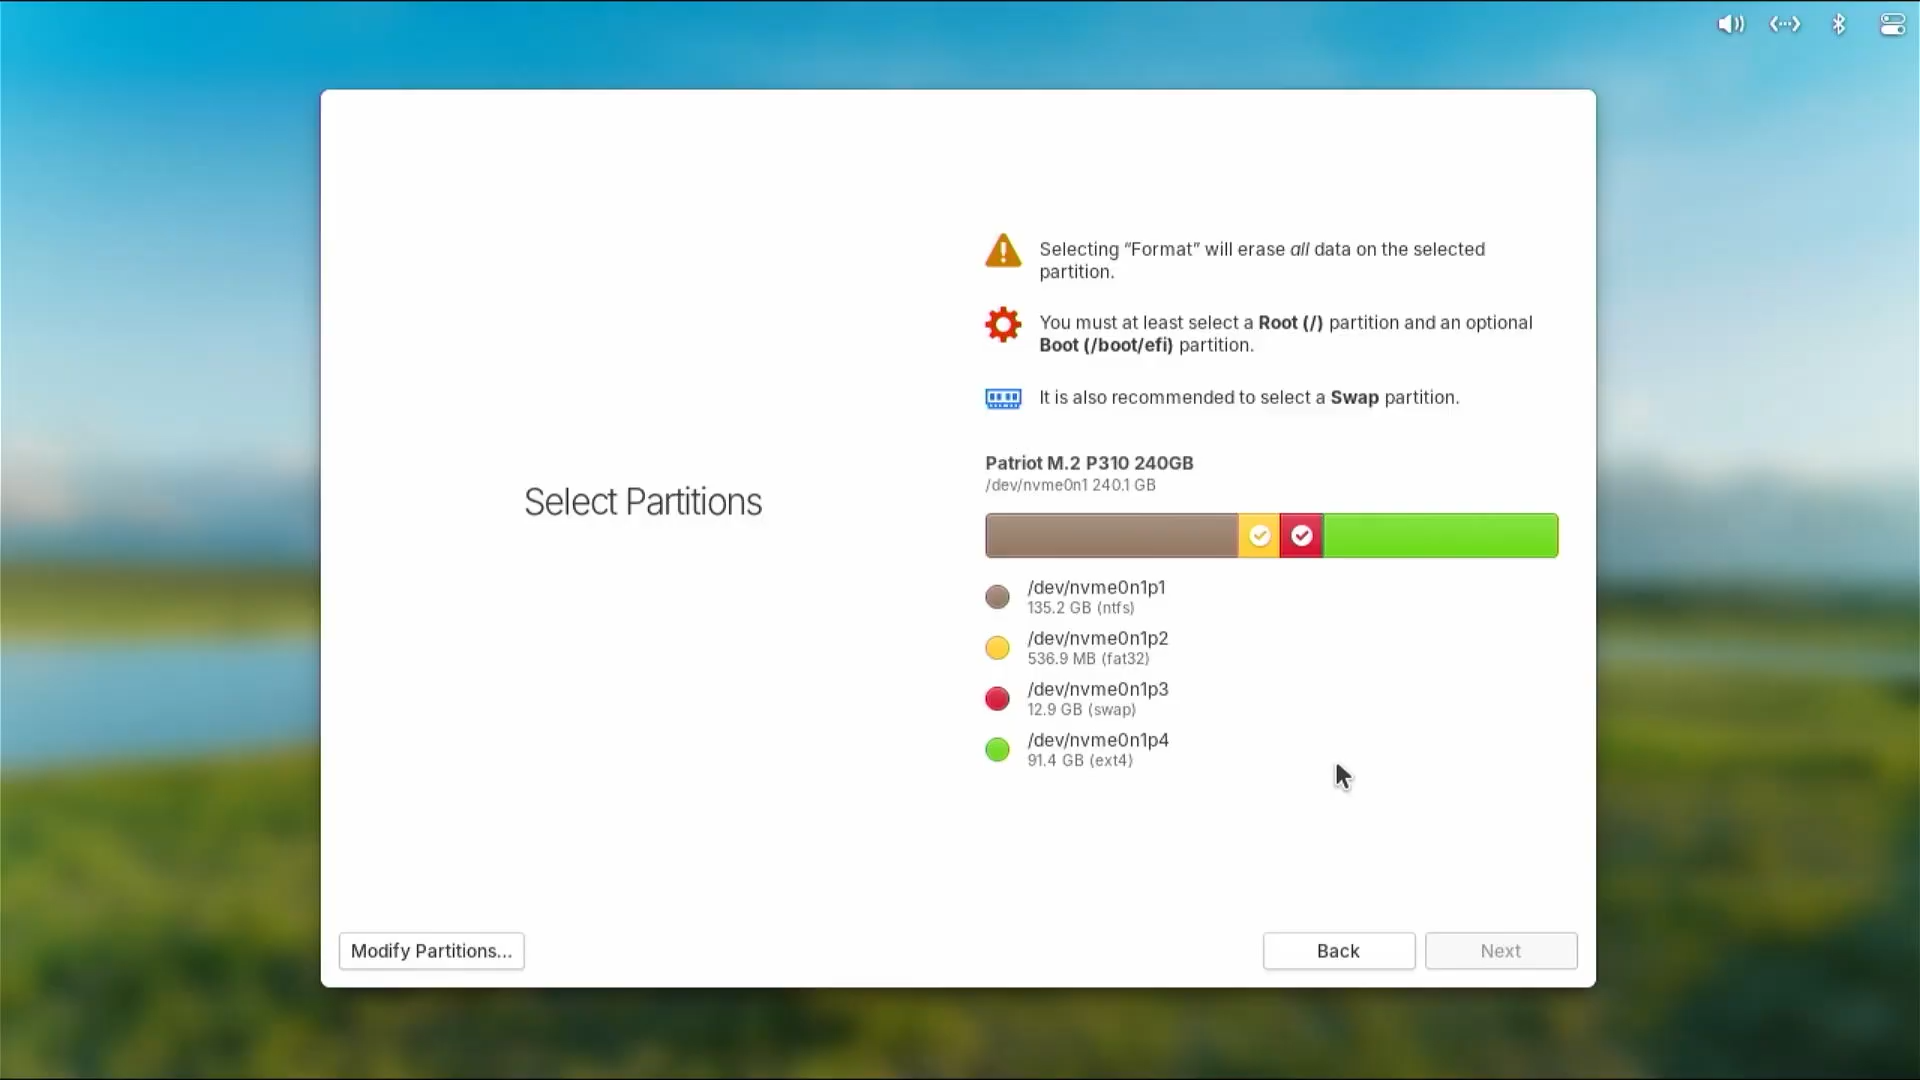 Selecting “Format” will erase all data on the selected
partition.
You must at least select a Root (/) partition and an optional
Boot (/boot/efi) partition.
It is also recommended to select a Swap partition.
Patriot M.2 P310 240GB
/dev/nvme0n1 240.1 GB
Select Partitions
/dev/nvme0n1p1
135.2 GB (ntfs)
/dev/nvme0n1p2
536.9 MB (fat32)
/dev/nvme0n1p3
12.9 GB (swap)
/dev/nvme0n1p4
91.4 GB (ext4)
Modify Partitions...
Back
Next